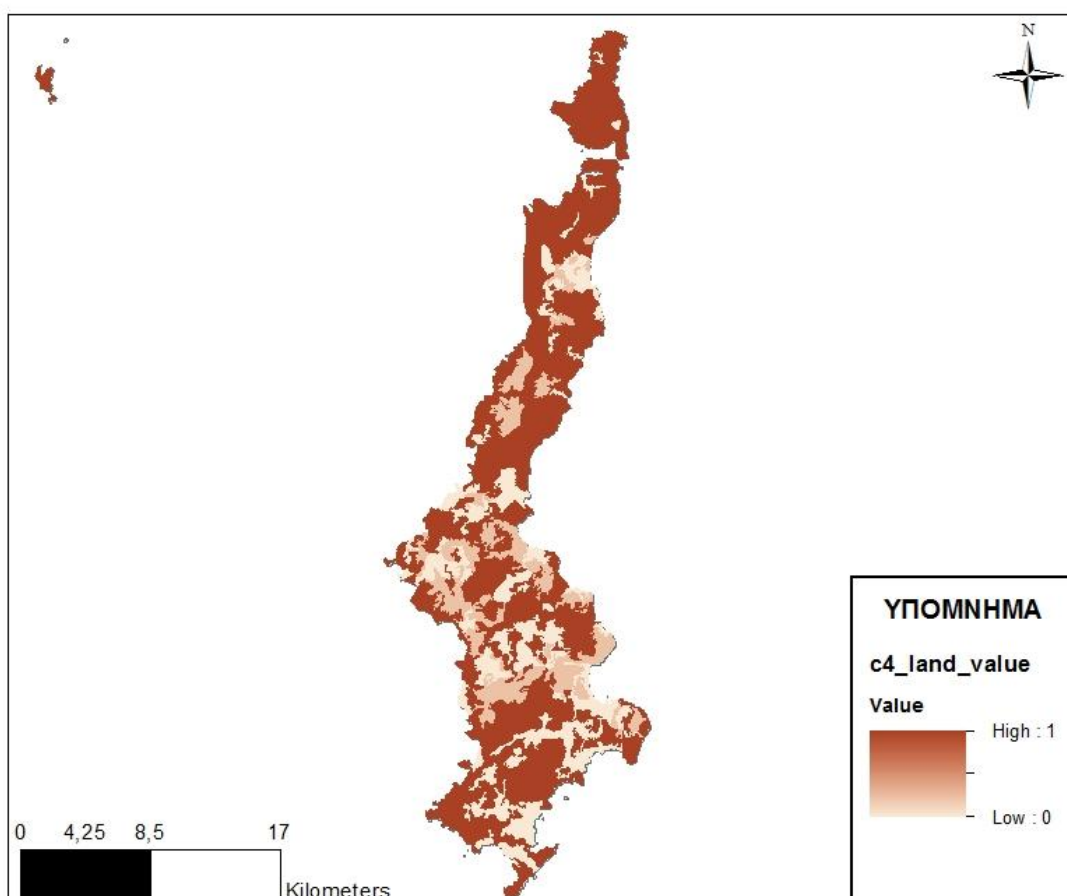 N
ΥΠΟΜΝΗΜΑ
c4_land_value
Value
High : 1
Low : 0
0 4,25 8,5 17
Kilometers